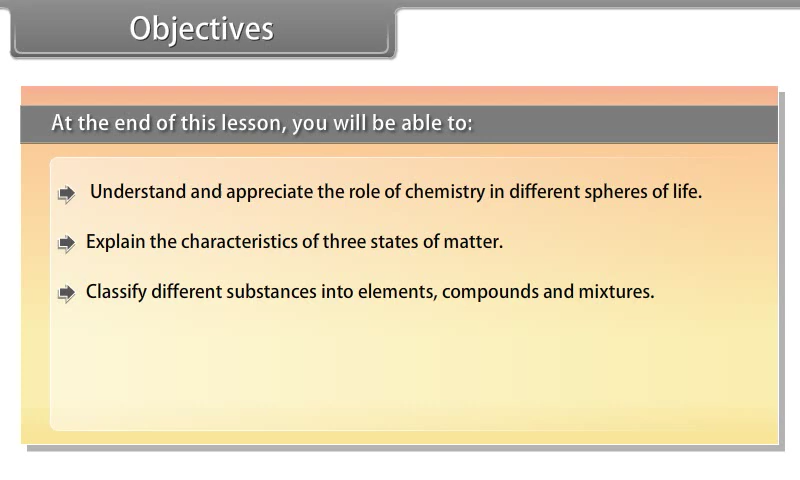 Objectives
At the end of this lesson, you will be able to:
Understand and appreciate the role of chemistry in different spheres of life.
Explain the characteristics of three states of matter.
Classify different substances into elements, compounds and mixtures.